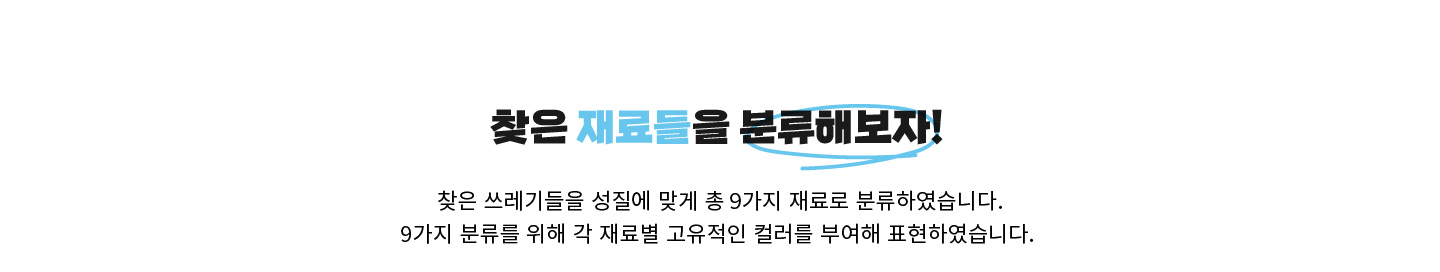 찾은 재료들을 분류해보자!
찾은 쓰레기들을 성질에 맞게 총 9가지 재료로 분류하였습니다.
9가지 분류를 위해 각 재료별 고유적인 컬러를 부여해 표현하였습니다.